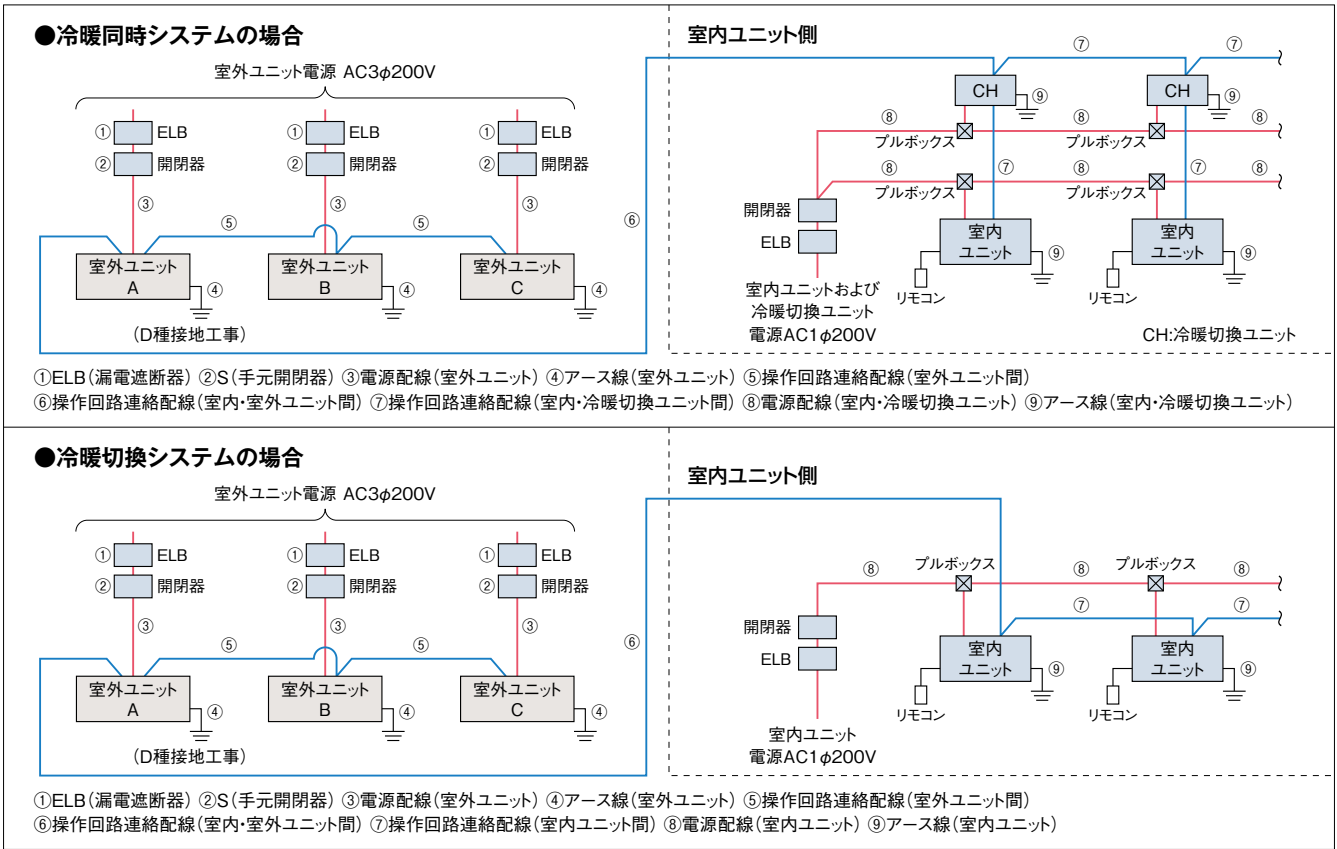 ●冷暖同時システムの場合
室外ユニット電源 AC3φ200V
① ELB ① ELB ① ELB
② 開閉器 ② 開閉器 ② 開閉器
③ ③ ③
⑤ ⑤ ⑥
室外ユニット A ④
室外ユニット B ④
室外ユニット C ④
(D種接地工事)
室内ユニット側
⑦ ⑦
CH ⑨ CH ⑨
⑧ ⑧ ⑧
プルボックス プルボックス
⑧ ⑦ ⑧ ⑦ ⑧
プルボックス プルボックス
開閉器
ELB
室内
ユニット
⑨
室内
ユニット
⑨
リモコン リモコン
室内ユニットおよび
冷暖切換ユニット
電源AC1φ200V
CH:冷暖切換ユニット
①ELB(漏電遮断器) ②S(手元開閉器) ③電源配線(室外ユニット) ④アース線(室外ユニット) ⑤操作回路連絡配線(室外ユニット間)
⑥操作回路連絡配線(室内・室外ユニット間) ⑦操作回路連絡配線(室内・冷暖切換ユニット間) ⑧電源配線(室内・冷暖切換ユニット) ⑨アース線(室内・冷暖切換ユニット)
●冷暖切換システムの場合
室外ユニット電源 AC3φ200V
① ELB ① ELB ① ELB
② 開閉器 ② 開閉器 ② 開閉器
③ ③ ③
⑤ ⑤ ⑥
室外ユニット A ④
室外ユニット B ④
室外ユニット C ④
(D種接地工事)
室内ユニット側
⑧ プルボックス ⑧ プルボックス ⑧
⑦ ⑦
開閉器
ELB
室内
ユニット
⑨
室内
ユニット
⑨
リモコン リモコン
室内ユニット
電源AC1φ200V
①ELB(漏電遮断器) ②S(手元開閉器) ③電源配線(室外ユニット) ④アース線(室外ユニット) ⑤操作回路連絡配線(室外ユニット間)
⑥操作回路連絡配線(室内・室外ユニット間) ⑦操作回路連絡配線(室内ユニット間) ⑧電源配線(室内ユニット) ⑨アース線(室内ユニット)